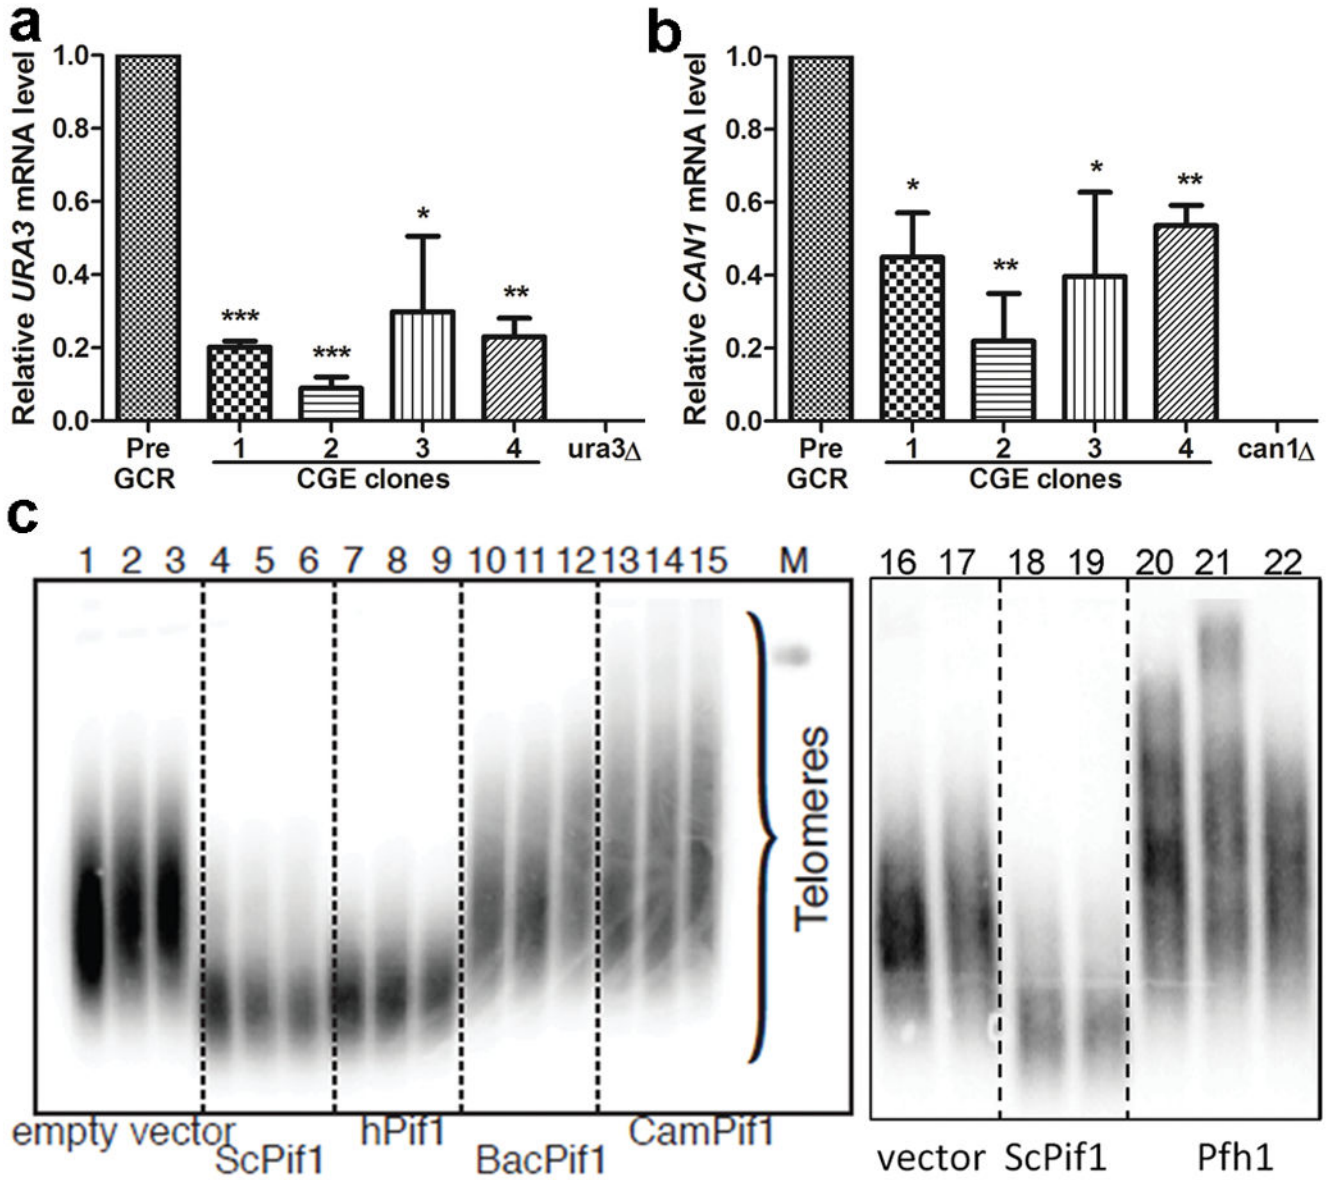 a
Relative URA3 mRNA level
1.0
0.8
0.6
0.4
0.2
0.0
***
***
*
**
Pre GCR
1
2
3
4
ura3Δ
CGE clones
b
Relative CAN1 mRNA level
1.0
0.8
0.6
0.4
0.2
0.0
*
**
*
**
Pre GCR
1
2
3
4
can1Δ
CGE clones
c
1 2 3 4 5 6 7 8 9 10 11 12 13 14 15 M
Telomeres
empty vector
ScPif1
hPif1
BacPif1
CamPif1
16 17 18 19 20 21 22
vector
ScPif1
Pfh1